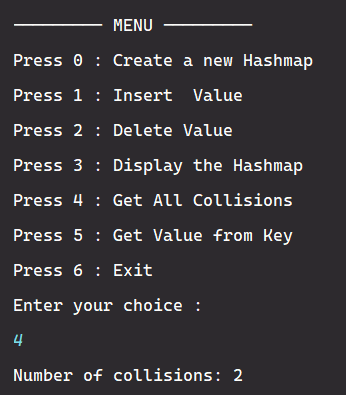 ───────── MENU ─────────
Press 0 : Create a new Hashmap
Press 1 : Insert  Value
Press 2 : Delete Value
Press 3 : Display the Hashmap
Press 4 : Get All Collisions
Press 5 : Get Value from Key
Press 6 : Exit
Enter your choice :
4
Number of collisions: 2